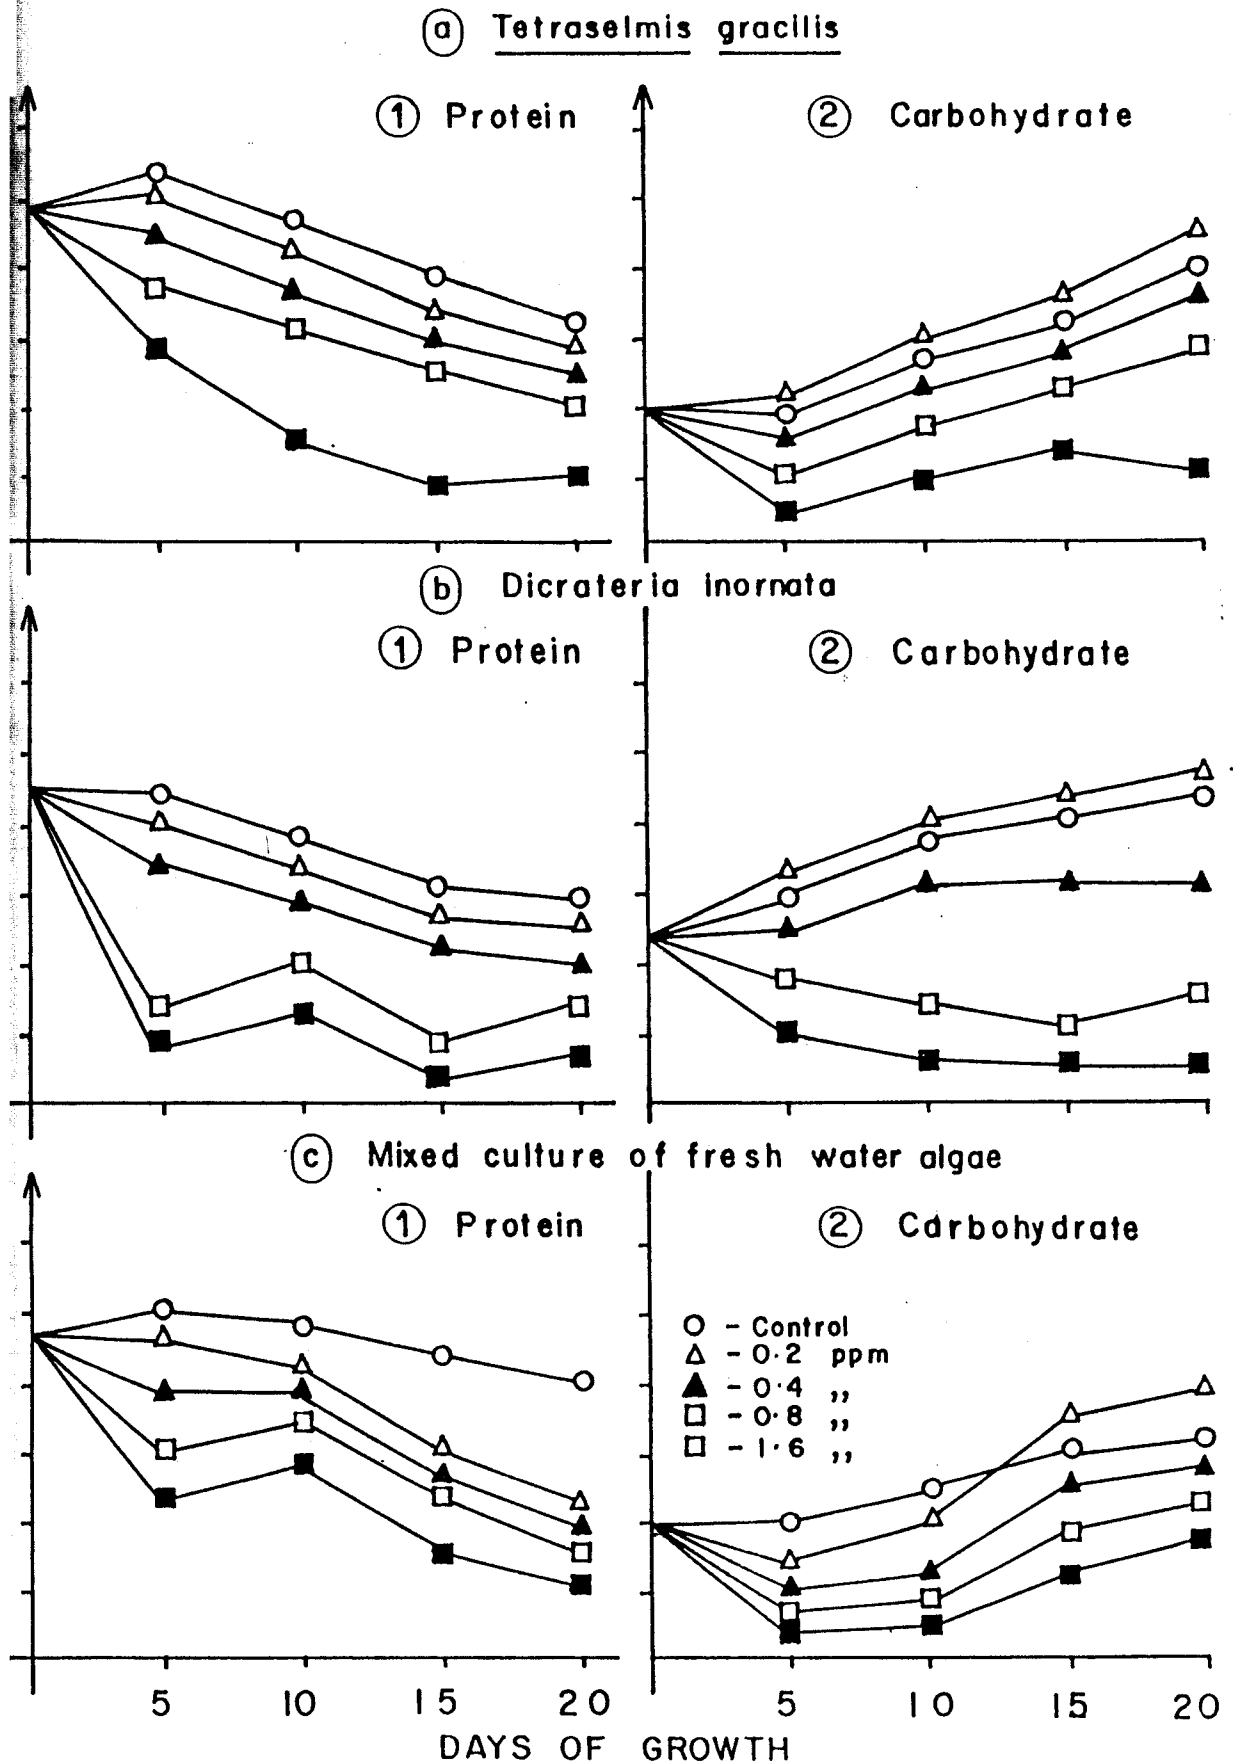 ⓐ Tetraselmis gracilis
① Protein
② Carbohydrate
ⓑ Dicrateria inornata
① Protein
② Carbohydrate
ⓒ Mixed culture of fresh water algae
① Protein
② Carbohydrate
– Control
– 0·2 ppm
– 0·4 ,,
– 0·8 ,,
– 1·6 ,,
5 10 15 20 5 10 15 20
DAYS OF GROWTH